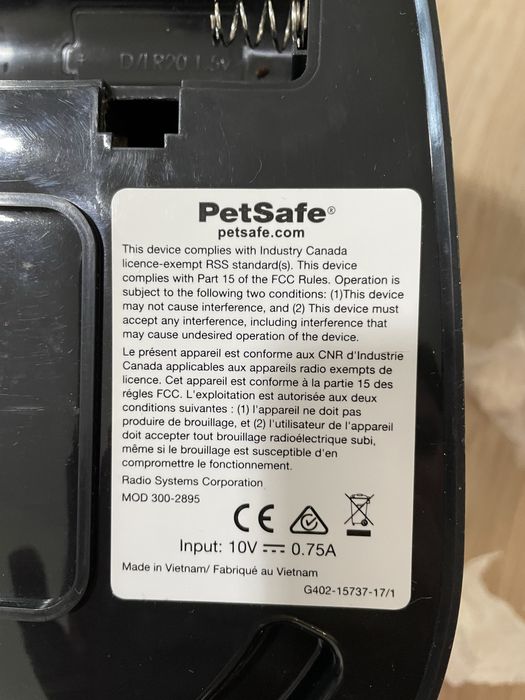 D/LR20 1.5v
PetSafe®
petsafe.com
This device complies with Industry Canada
licence-exempt RSS standard(s). This device
complies with Part 15 of the FCC Rules. Operation is
subject to the following two conditions: (1)This device
may not cause interference, and (2) This device must
accept any interference, including interference that
may cause undesired operation of the device.
Le présent appareil est conforme aux CNR d'Industrie
Canada applicables aux appareils radio exempts de
licence. Cet appareil est conforme à la partie 15 des
régles FCC. L'exploitation est autorisée aux deux
conditions suivantes : (1) l'appareil ne doit pas
produire de brouillage, et (2) l'utilisateur de l'appareil
doit accepter tout brouillage radioélectrique subi,
même si le brouillage est susceptible d'en
compromettre le fonctionnement.
Radio Systems Corporation
MOD 300-2895
CE
Input: 10V ⎓ 0.75A
Made in Vietnam/ Fabriqué au Vietnam
G402-15737-17/1